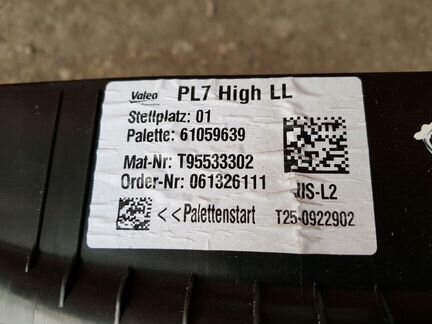 Valeo PL7 High LL
Stellplatz: 01
Palette: 61059639
Mat-Nr: T95533302
Order-Nr: 061326111
JIS-L2
<<Palettenstart T25-0922902